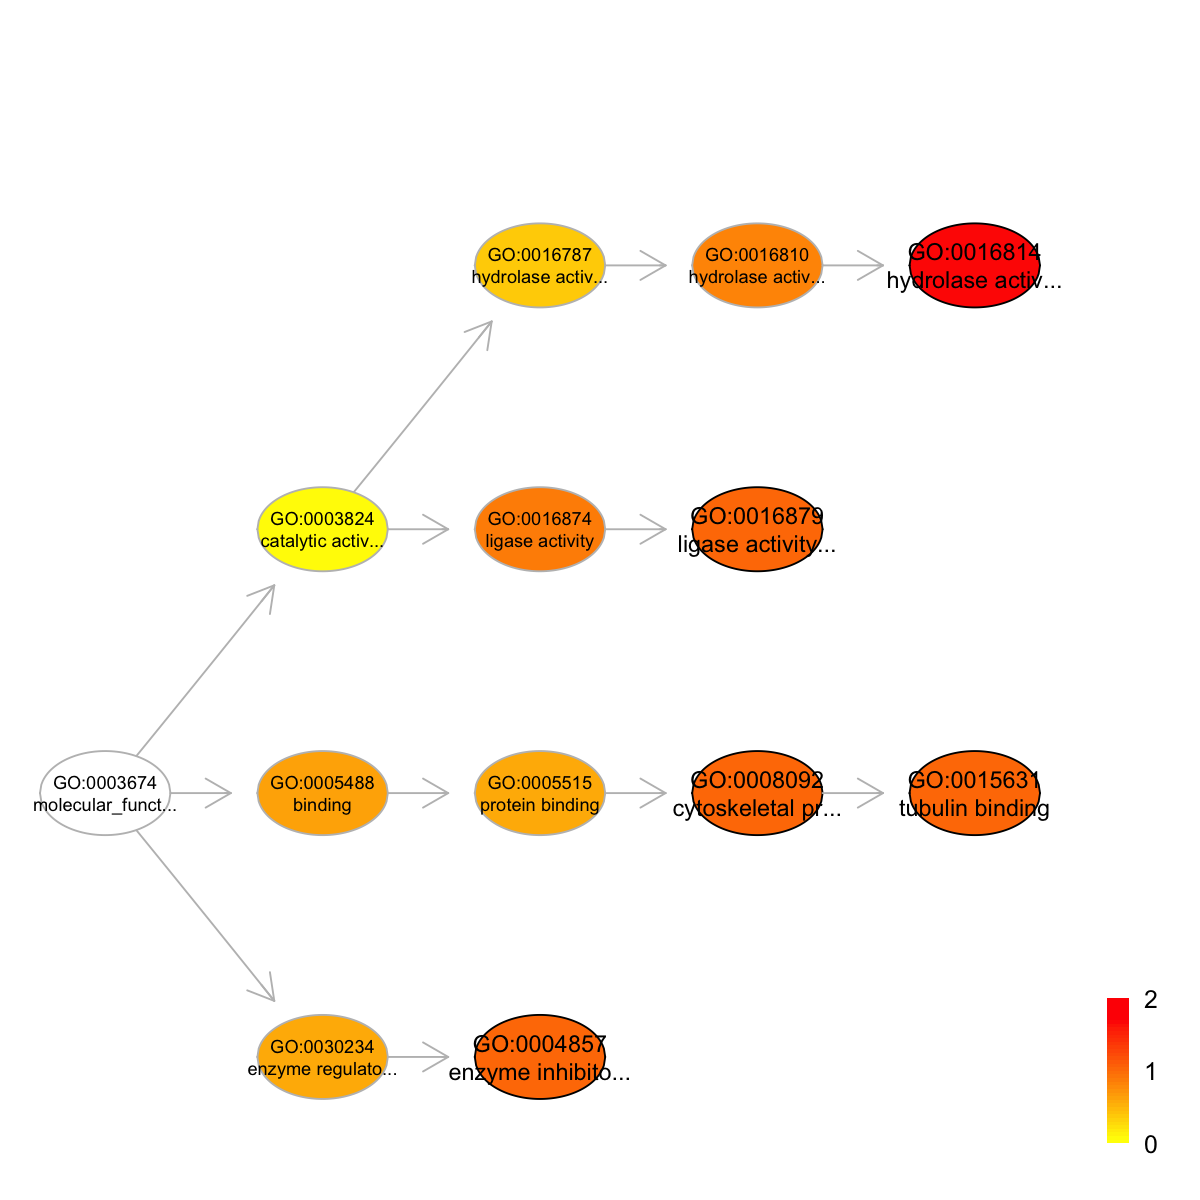 GO:0016787
hydrolase activ...
GO:0016810
hydrolase activ...
GO:0016814
hydrolase activ...
GO:0003824
catalytic activ...
GO:0016874
ligase activity
GO:0016879
ligase activity...
GO:0003674
molecular_funct...
GO:0005488
binding
GO:0005515
protein binding
GO:0008092
cytoskeletal pr...
GO:0015631
tubulin binding
GO:0030234
enzyme regulato...
GO:0004857
enzyme inhibito...
2
1
0